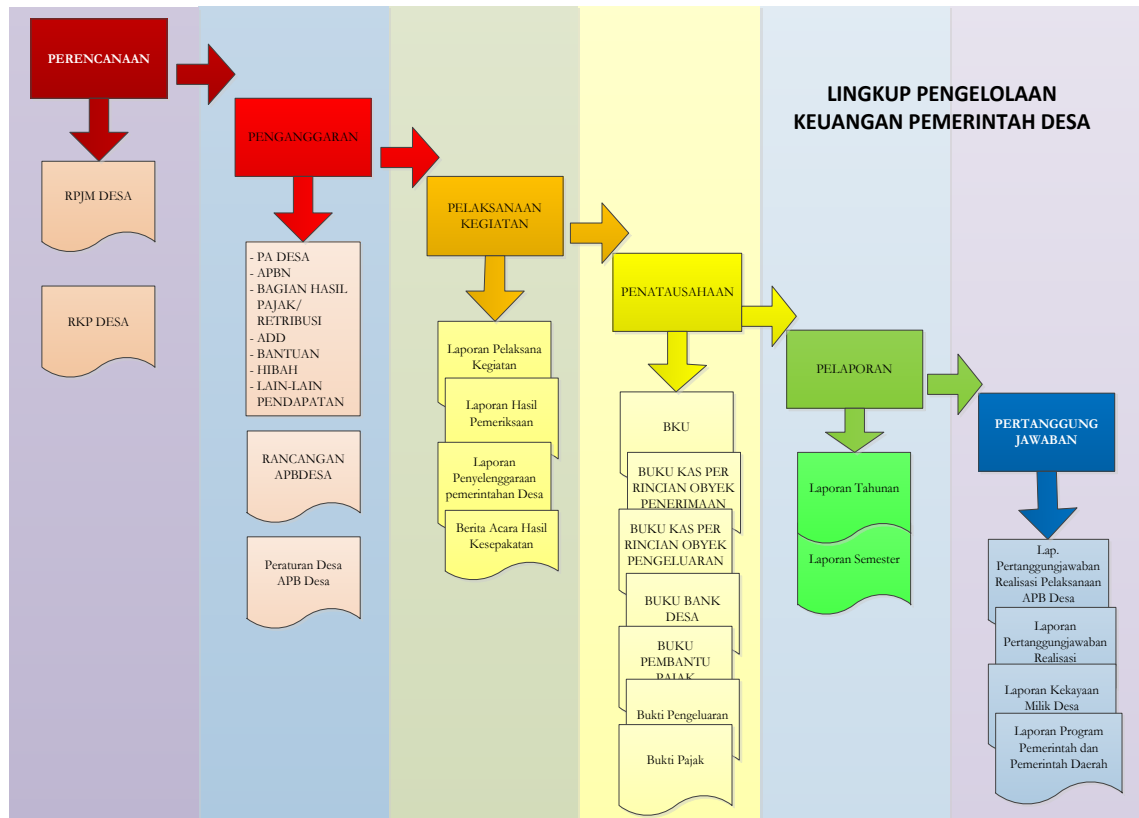 LINGKUP PENGELOLAAN
KEUANGAN PEMERINTAH DESA
PERENCANAAN
RPJM DESA
RKP DESA
PENGANGGARAN
- PA DESA
- APBN
- BAGIAN HASIL
PAJAK/
RETRIBUSI
- ADD
- BANTUAN
- HIBAH
- LAIN-LAIN
PENDAPATAN
RANCANGAN
APBDESA
Peraturan Desa
APB Desa
PELAKSANAAN
KEGIATAN
Laporan Pelaksana
Kegiatan
Laporan Hasil
Pemeriksaan
Laporan
Penyelenggaraan
pemerintahan Desa
Berita Acara Hasil
Kesepakatan
PENATAUSAHAAN
BKU
BUKU KAS PER
RINCIAN OBYEK
PENERIMAAN
BUKU KAS PER
RINCIAN OBYEK
PENGELUARAN
BUKU BANK
DESA
BUKU
PEMBANTU
PAJAK
Bukti Pengeluaran
Bukti Pajak
PELAPORAN
Laporan Tahunan
Laporan Semester
PERTANGGUNG
JAWABAN
Lap.
Pertanggungjawaban
Realisasi Pelaksanaan
APB Desa
Laporan
Pertanggungjawaban
Realisasi
Laporan Kekayaan
Milik Desa
Laporan Program
Pemerintah dan
Pemerintah Daerah